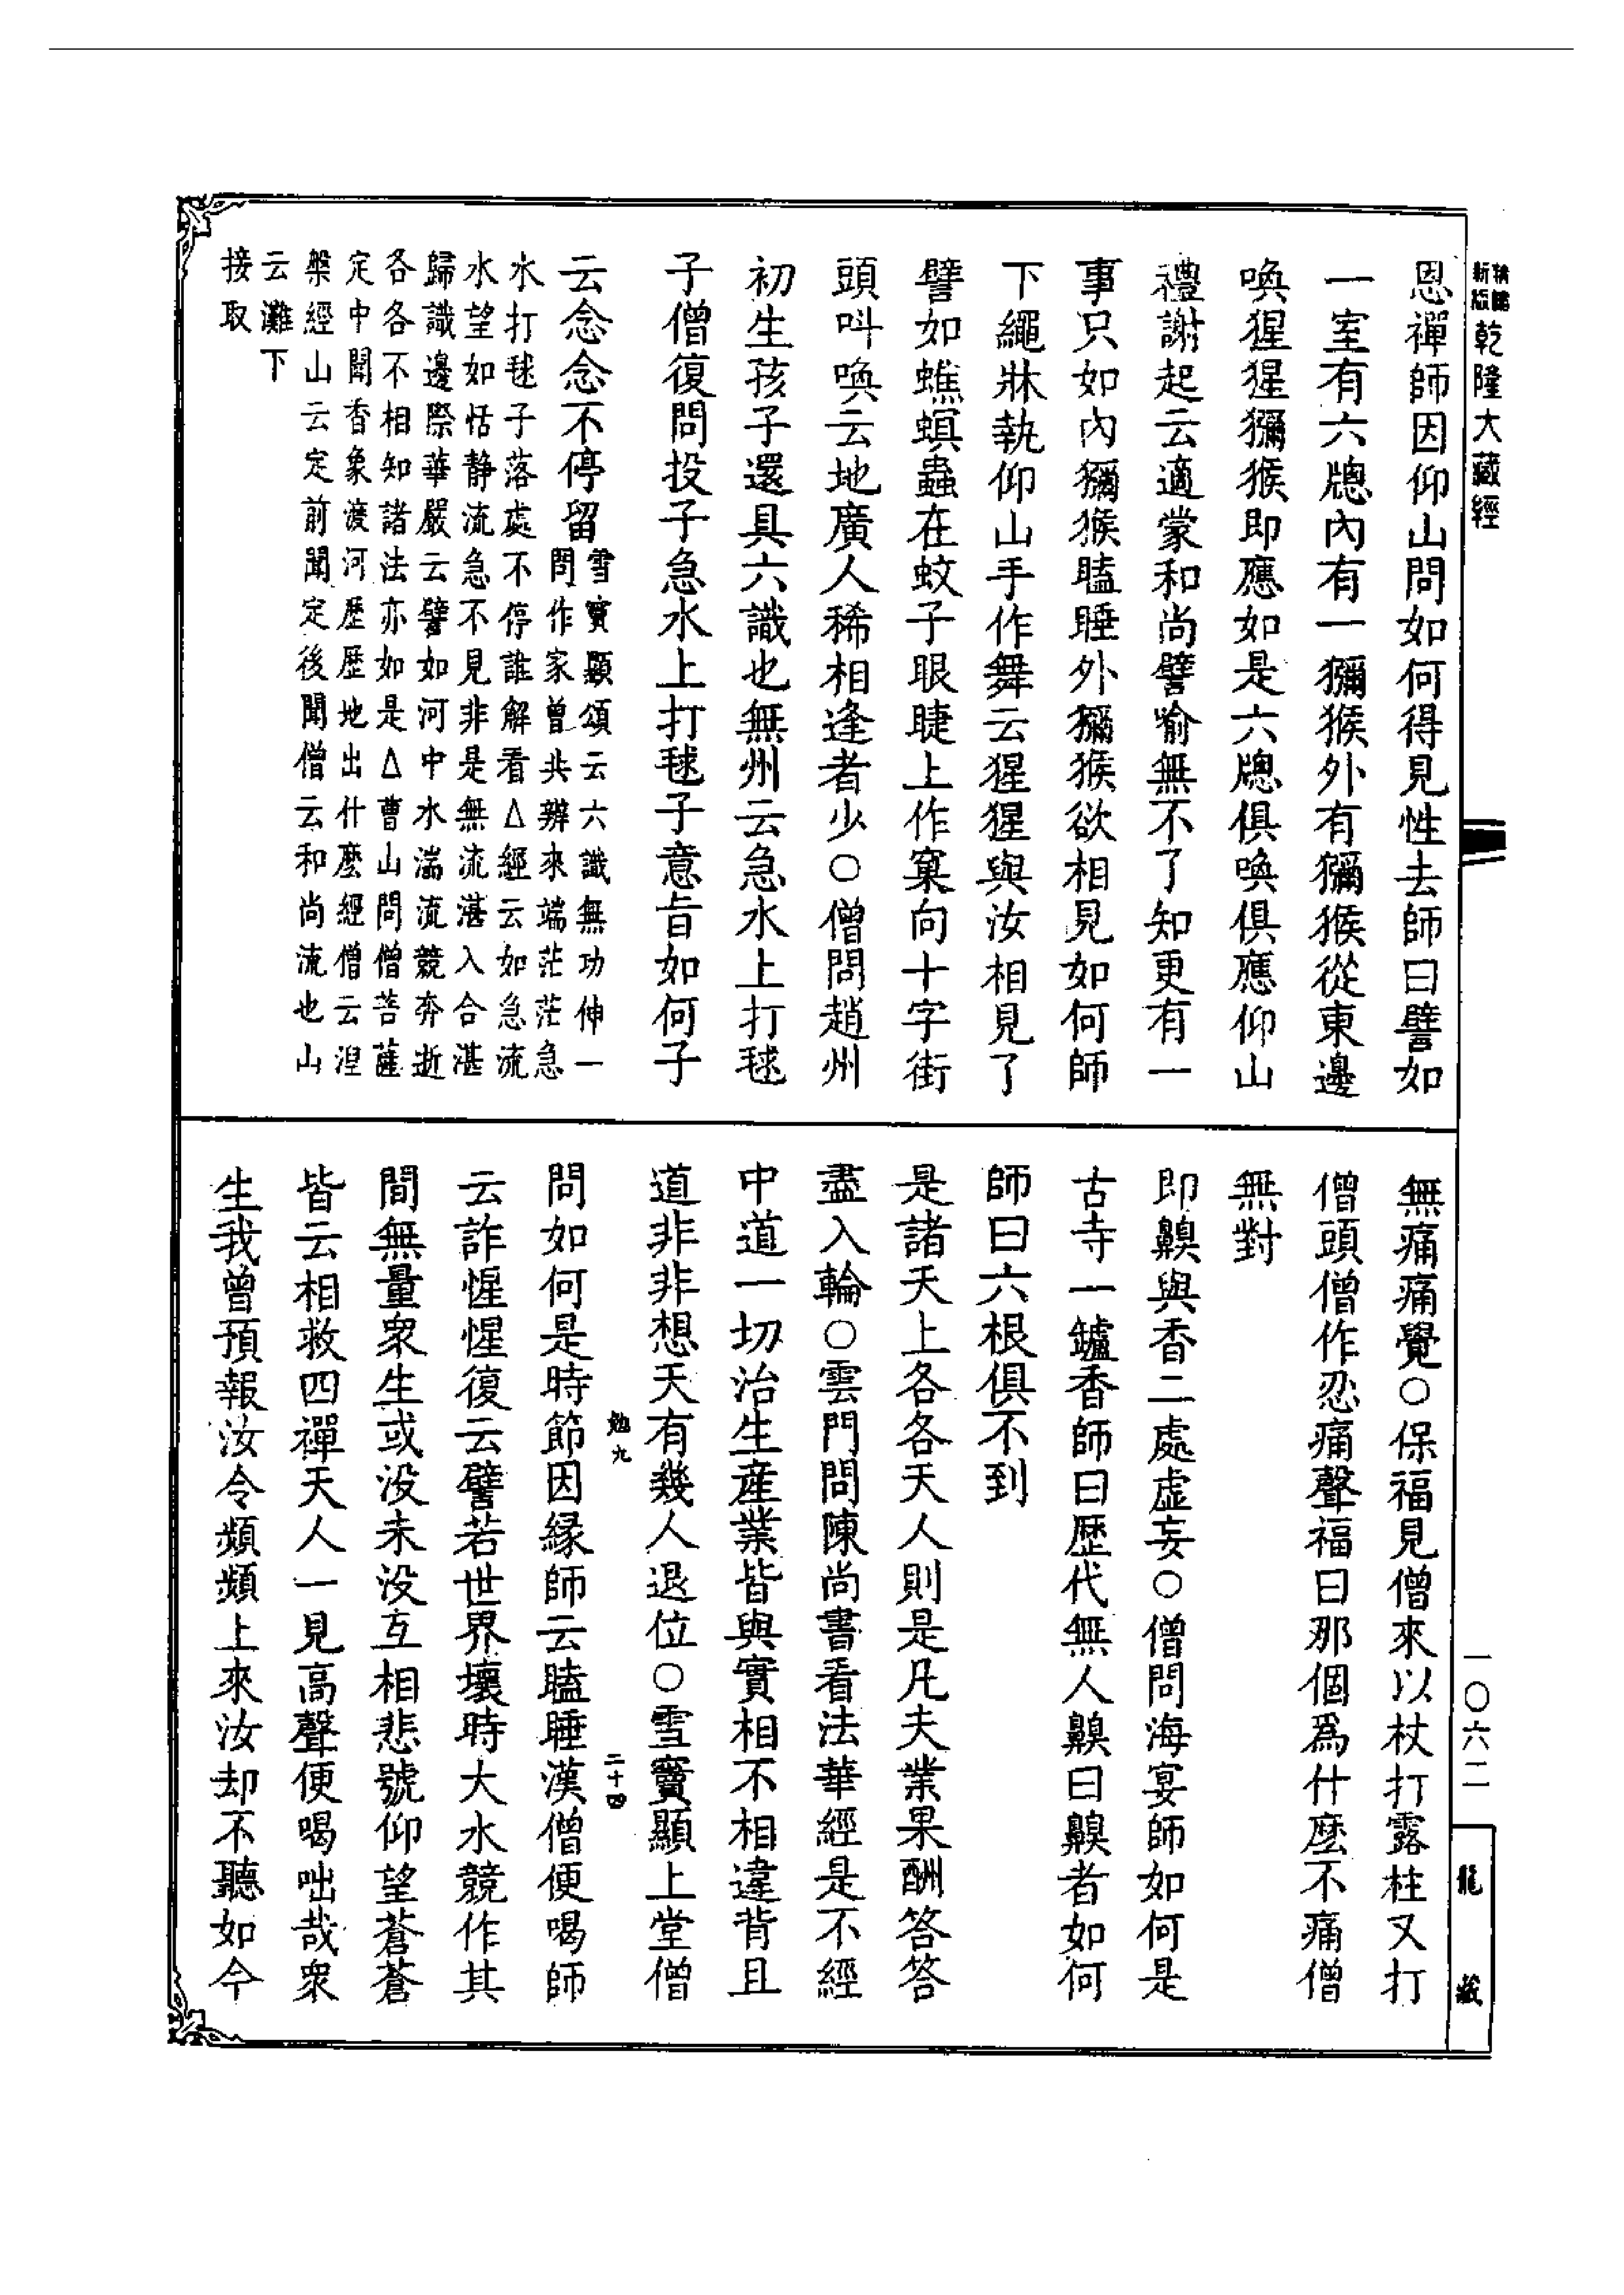 新版
精縮
乾隆大藏經
恩禪師因仰山問如何得見性去師曰譬如
一室有六牕內有一獼猴外有獼猴從東邊
喚猩猩獼猴即應如是六牕俱喚俱應仰山
禮謝起云適蒙和尚譬喻無不了知更有一
事只如內獼猴瞌睡外獼猴欲相見如何師
下繩牀執仰山手作舞云猩猩與汝相見了
譬如蟭螟蟲在蚊子眼睫上作窠向十字街
頭叫喚云地廣人稀相逢者少○僧問趙州
初生孩子還具六識也無州云急水上打毬
子僧復問投子急水上打毬子意旨如何子
云念念不停留
雪竇顯頌云六識無功伸一
問作家曾共辨來端茫茫急
水打毬子落處不停誰解看△經云如急流
水望如恬静流急不見非是無流湛入合湛
歸識邊際華嚴云譬如河中水湍流競奔逝
各各不相知諸法亦如是△曹山問僧菩薩
定中聞香象渡河歷歷地出什麽經僧云湼
槃經山云定前聞定後聞僧云和尚流也山
云灘下
接取
無痛痛覺○保福見僧來以杖打露柱又打
僧頭僧作忍痛聲福曰那個爲什麽不痛僧
無對
即齅與香二處虛妄○僧問海宴師如何是
古寺一鑪香師曰歷代無人齅曰齅者如何
師曰六根俱不到
是諸天上各各天人則是凡夫業果酬答答
盡入輪○雲門問陳尚書看法華經是不經
中道一切治生産業皆與實相不相違背且
道非非想天有幾人退位○雪竇顯上堂僧
勉九
二十四
問如何是時節因緣師云瞌睡漢僧便喝師
云詐惺惺復云譬若世界壞時大水競作其
間無量衆生或没未没互相悲號仰望蒼蒼
皆云相救四禪天人一見高聲便喝咄哉衆
生我曾預報汝令頻頻上來汝却不聽如今
一〇六二
龍藏